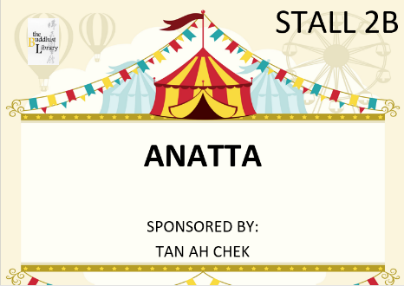 the
Buddhist
Library
STALL 2B
ANATTA
SPONSORED BY:
TAN AH CHEK